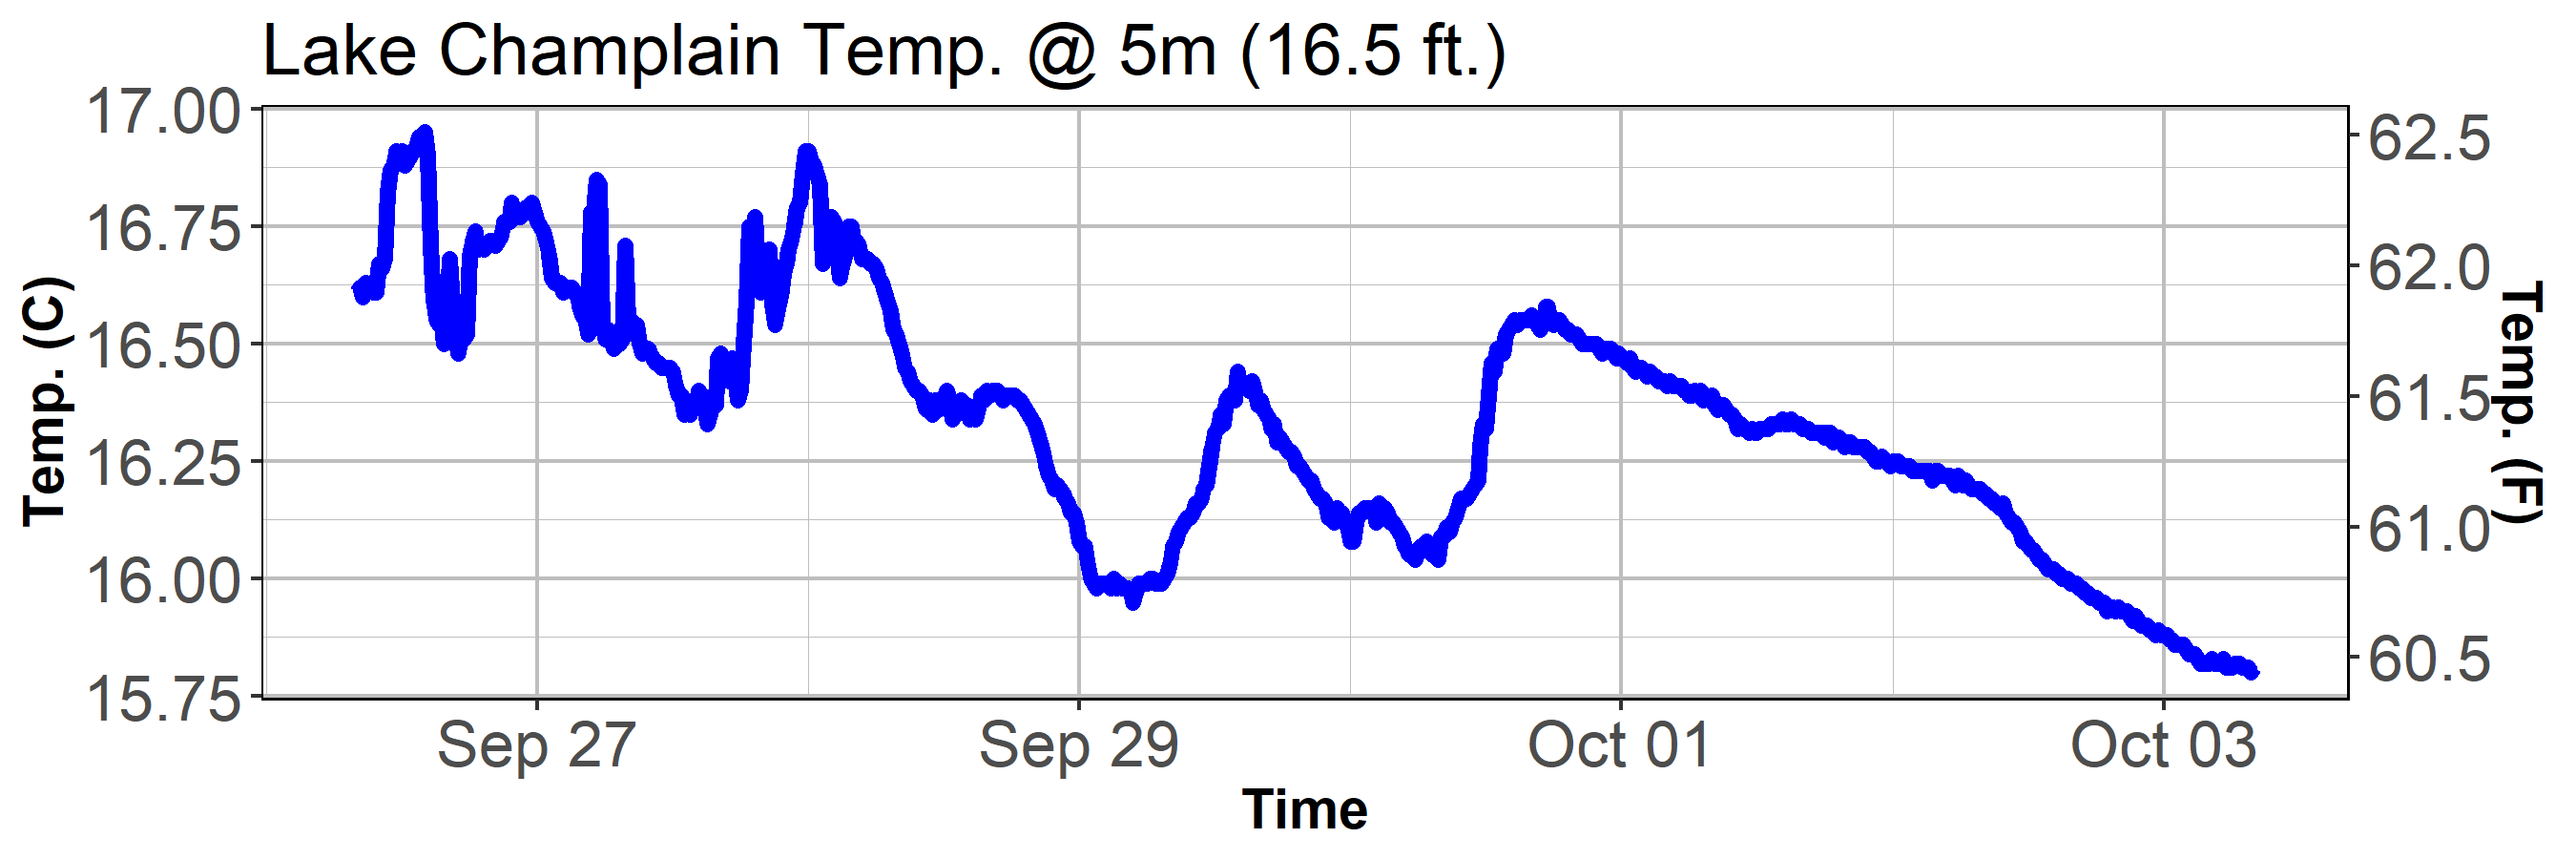 Lake Champlain Temp. @ 5m (16.5 ft.)
17.00
16.75
16.50
16.25
16.00
15.75
Temp. (C)
62.5
62.0
61.5
61.0
60.5
Temp. (F)
Sep 27
Sep 29
Oct 01
Oct 03
Time